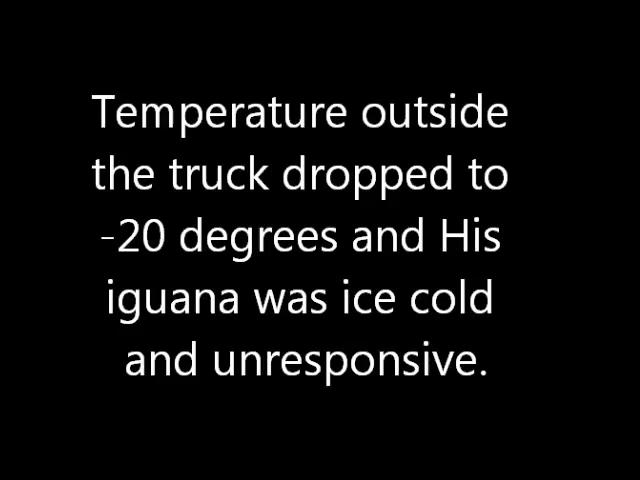 Temperature outside
the truck dropped to
-20 degrees and His
iguana was ice cold
and unresponsive.